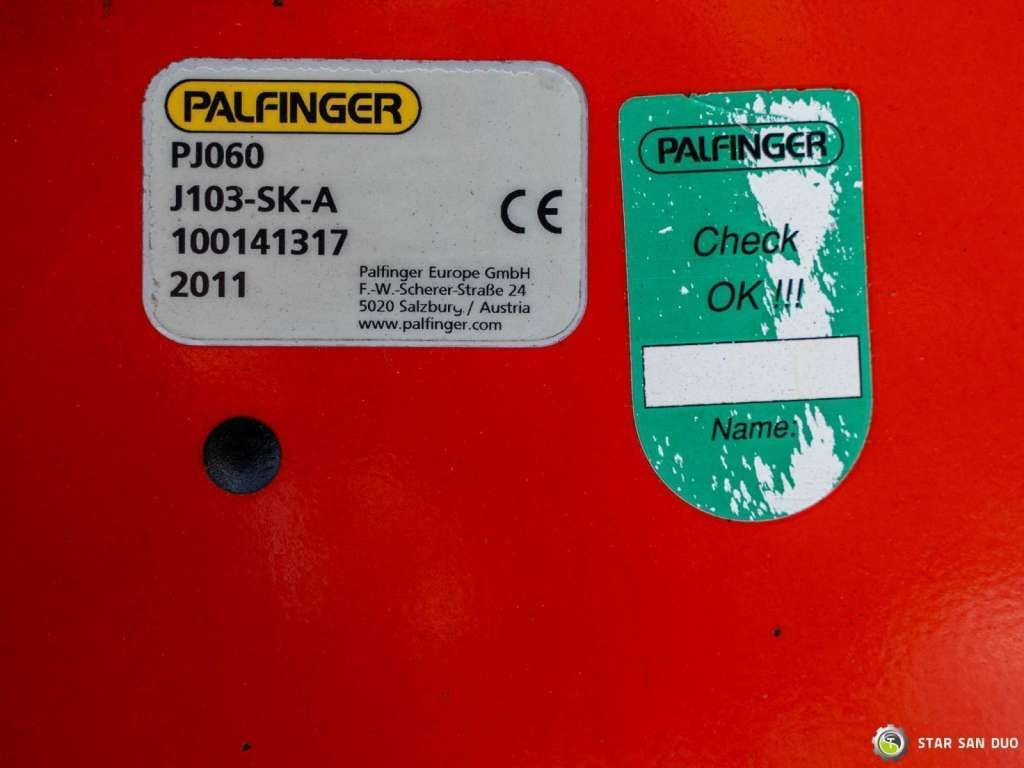 PALFINGER
PJ060
J103-SK-A
100141317
2011
CE
Palfinger Europe GmbH
F.-W.-Scherer-Straße 24
5020 Salzburg / Austria
www.palfinger.com
PALFINGER
Check
OK !!!
Name:
STAR SAN DUO